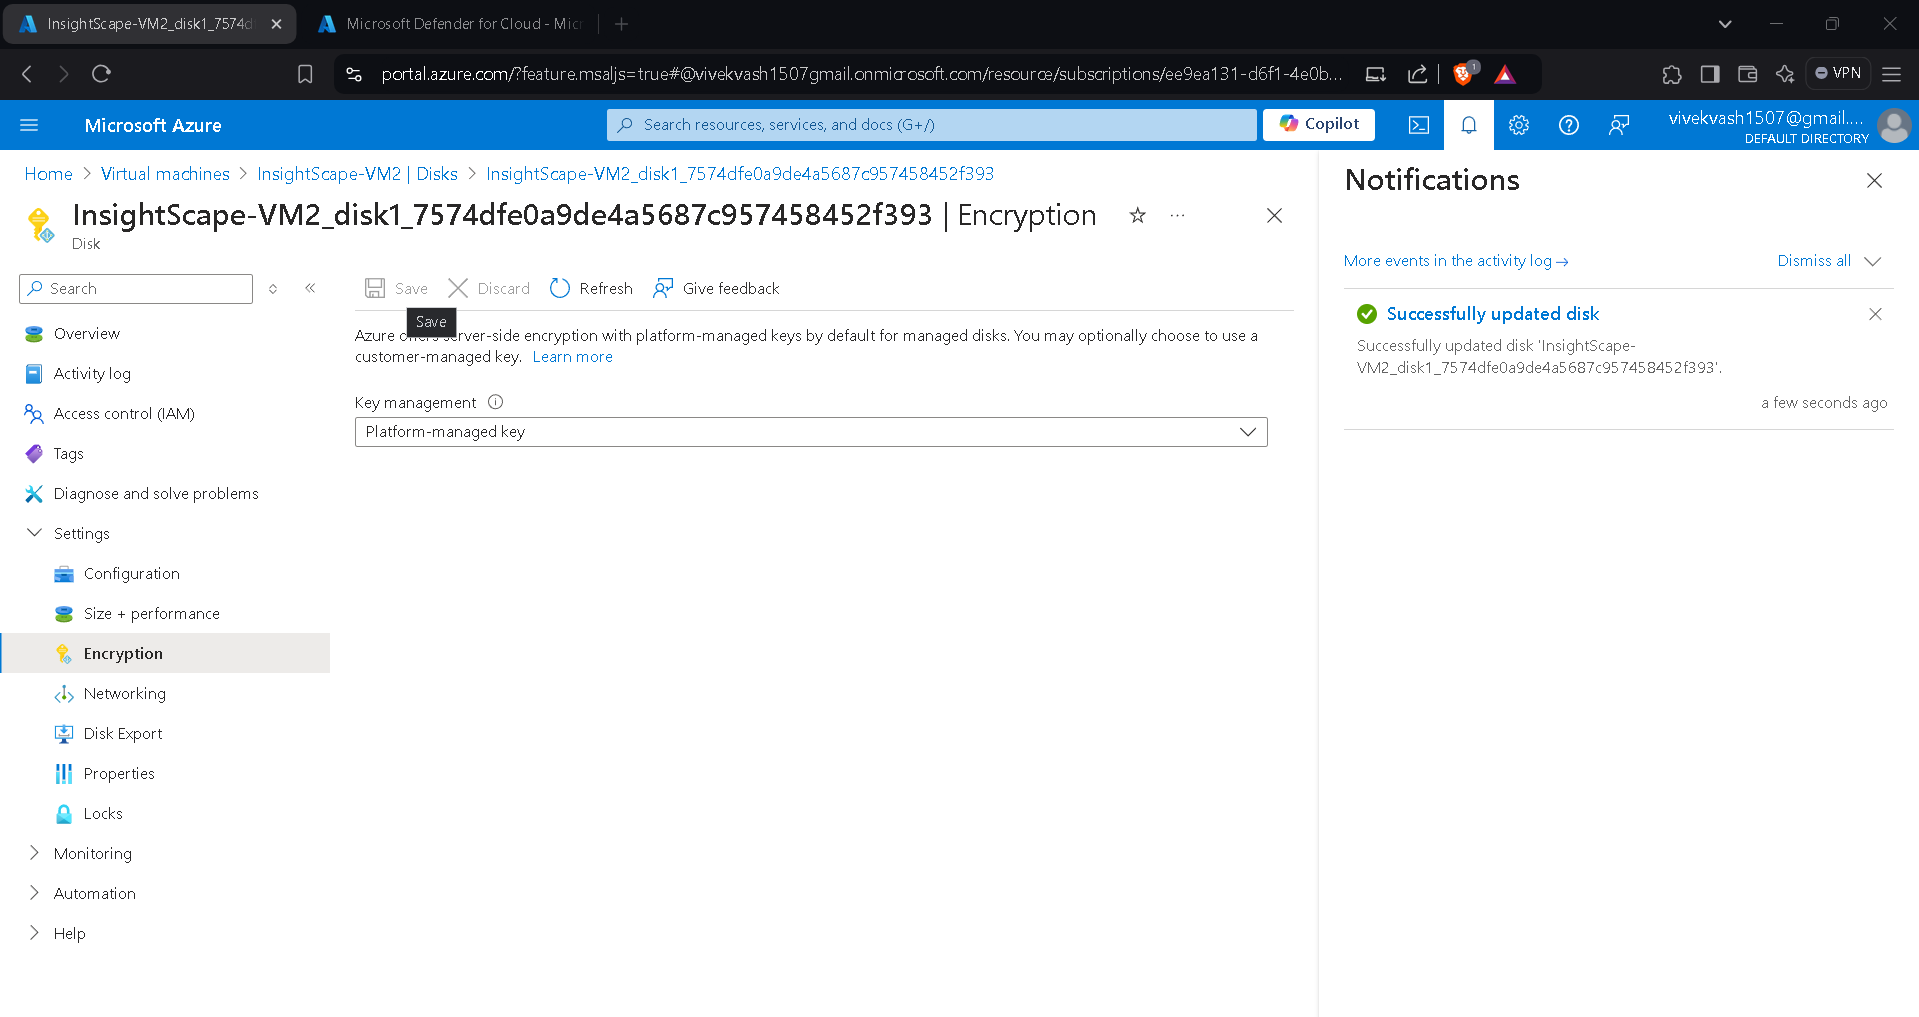 InsightScape-VM2_disk1_7574d
Microsoft Defender for Cloud - Mic
portal.azure.com/?feature.msaljs=true#@vivekvash1507gmail.onmicrosoft.com/resource/subscriptions/ee9ea131-d6f1-4e0b...
1
VPN
Microsoft Azure
Search resources, services, and docs (G+/)
Copilot
vivekvash1507@gmail....
DEFAULT DIRECTORY
Home > Virtual machines > InsightScape-VM2 | Disks > InsightScape-VM2_disk1_7574dfe0a9de4a5687c957458452f393
InsightScape-VM2_disk1_7574dfe0a9de4a5687c957458452f393 | Encryption
Disk
Search
Overview
Activity log
Access control (IAM)
Tags
Diagnose and solve problems
Settings
Configuration
Size + performance
Encryption
Networking
Disk Export
Properties
Locks
Monitoring
Automation
Help
Save
Discard
Refresh
Give feedback
Save
Azure offers server-side encryption with platform-managed keys by default for managed disks. You may optionally choose to use a
customer-managed key. Learn more
Key management
Platform-managed key
Notifications
More events in the activity log →
Dismiss all
Successfully updated disk
Successfully updated disk 'InsightScape-
VM2_disk1_7574dfe0a9de4a5687c957458452f393'.
a few seconds ago